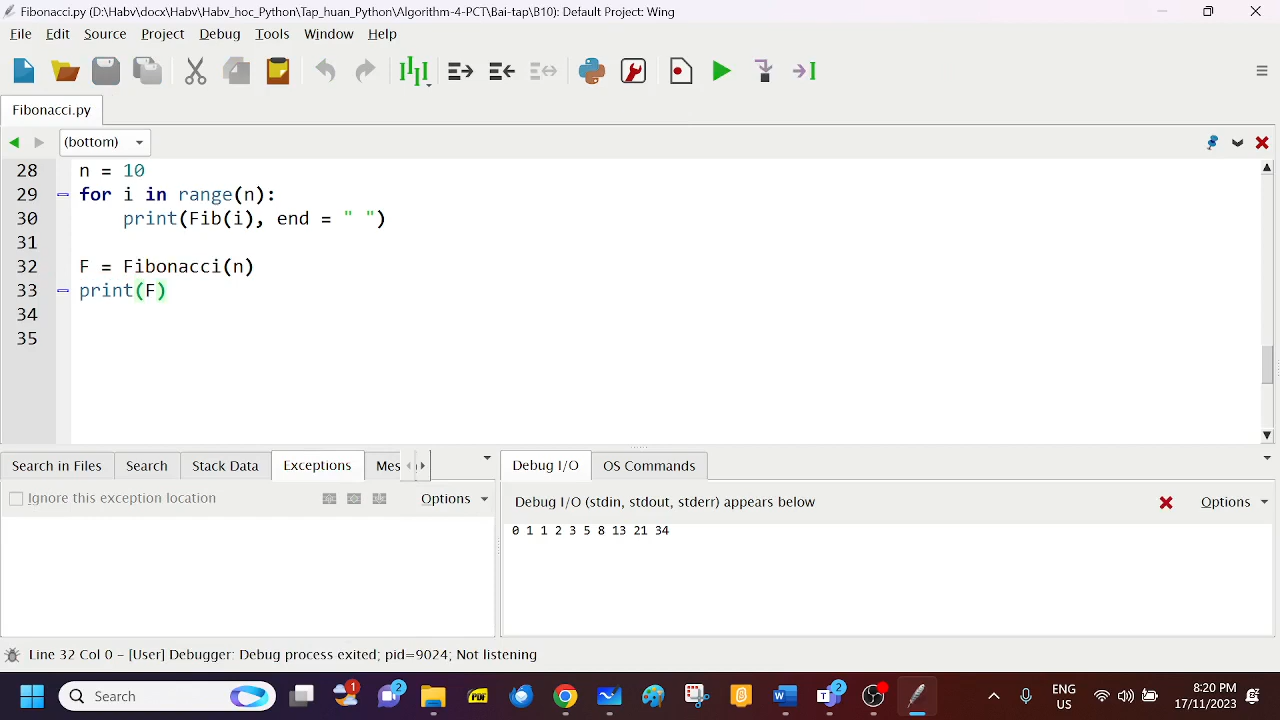 Fibonacci.py (D:\Habv\docx\Habv_hoc_Python\Tap_huan_Python\Algorithm-4-PCT\Bai-tap\B10): Default Project: Wing
File Edit Source Project Debug Tools Window Help
Fibonacci.py
(bottom)
28 n = 10
29 for i in range(n):
30 print(Fib(i), end = " ")
31
32 F = Fibonacci(n)
33 print(F)
34
35
Search in Files Search Stack Data Exceptions Mes Debug I/O OS Commands
Ignore this exception location Options Debug I/O (stdin, stdout, stderr) appears below Options
0 1 1 2 3 5 8 13 21 34
Line 32 Col 0 – [User] Debugger: Debug process exited; pid=9024; Not listening
Search 1 2 PDF 2 ENG 8:20 PM
US 17/11/2023